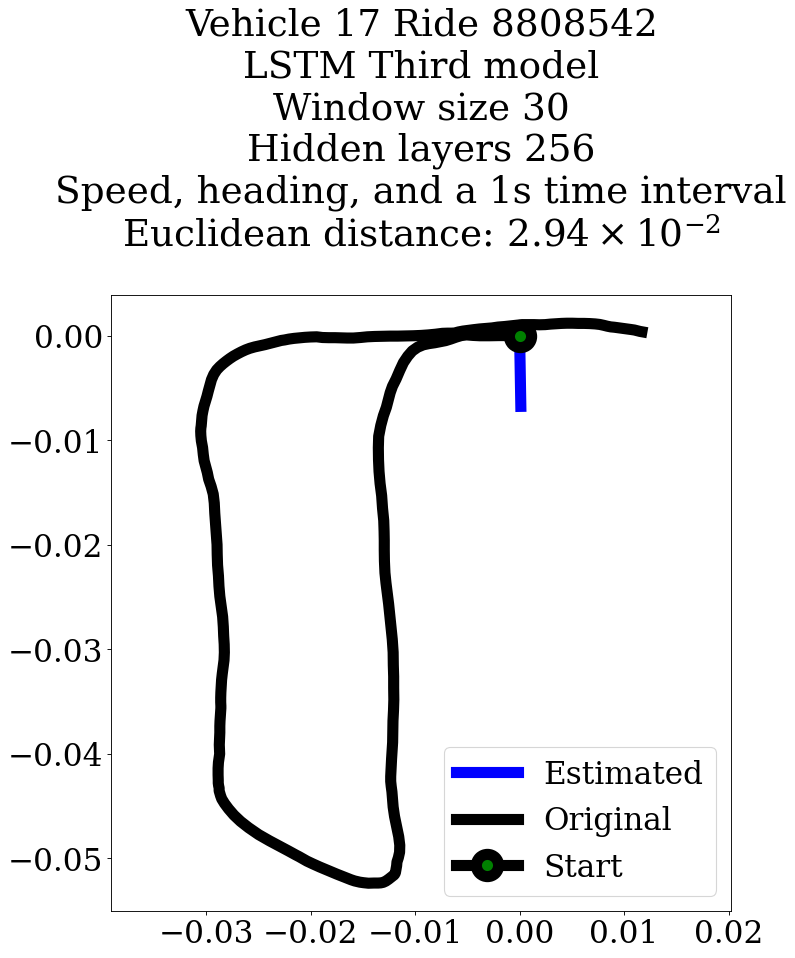 Vehicle 17 Ride 8808542
LSTM Third model
Window size 30
Hidden layers 256
Speed, heading, and a 1s time interval
Euclidean distance: 2.94 × 10⁻²
0.00
−0.01
−0.02
−0.03
−0.04
−0.05
Estimated
Original
Start
−0.03 −0.02 −0.01 0.00 0.01 0.02